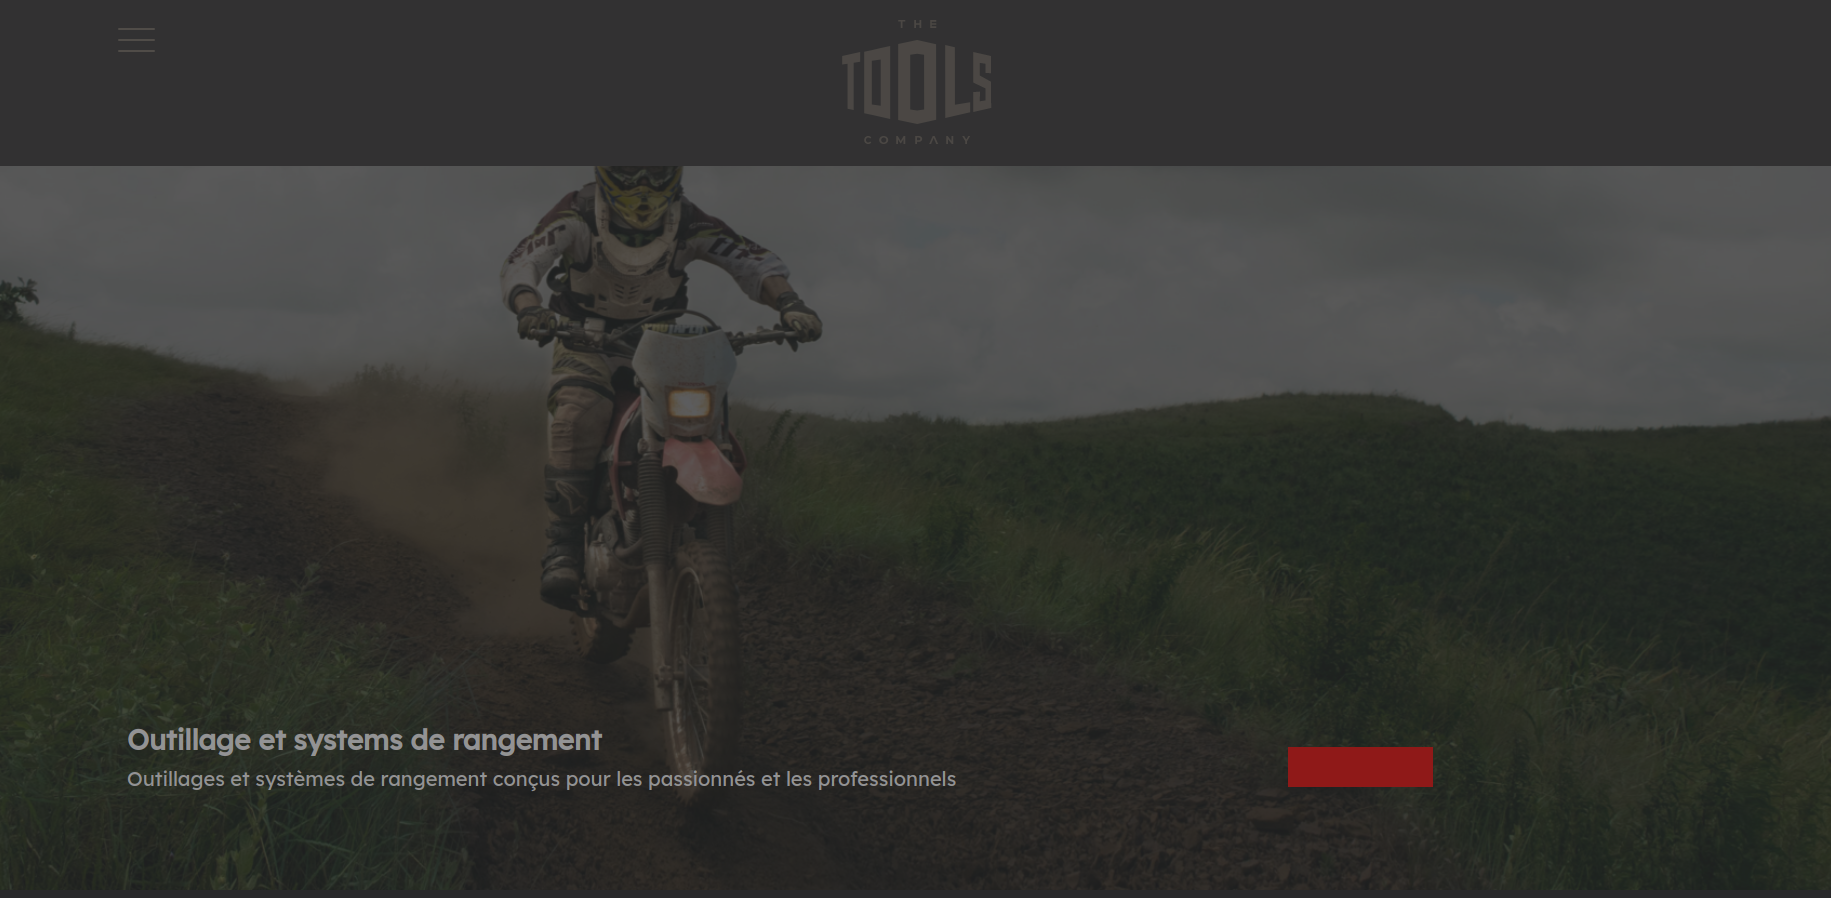 THE
TOOLS
COMPANY
Outillage et systems de rangement
Outillages et systèmes de rangement conçus pour les passionnés et les professionnels